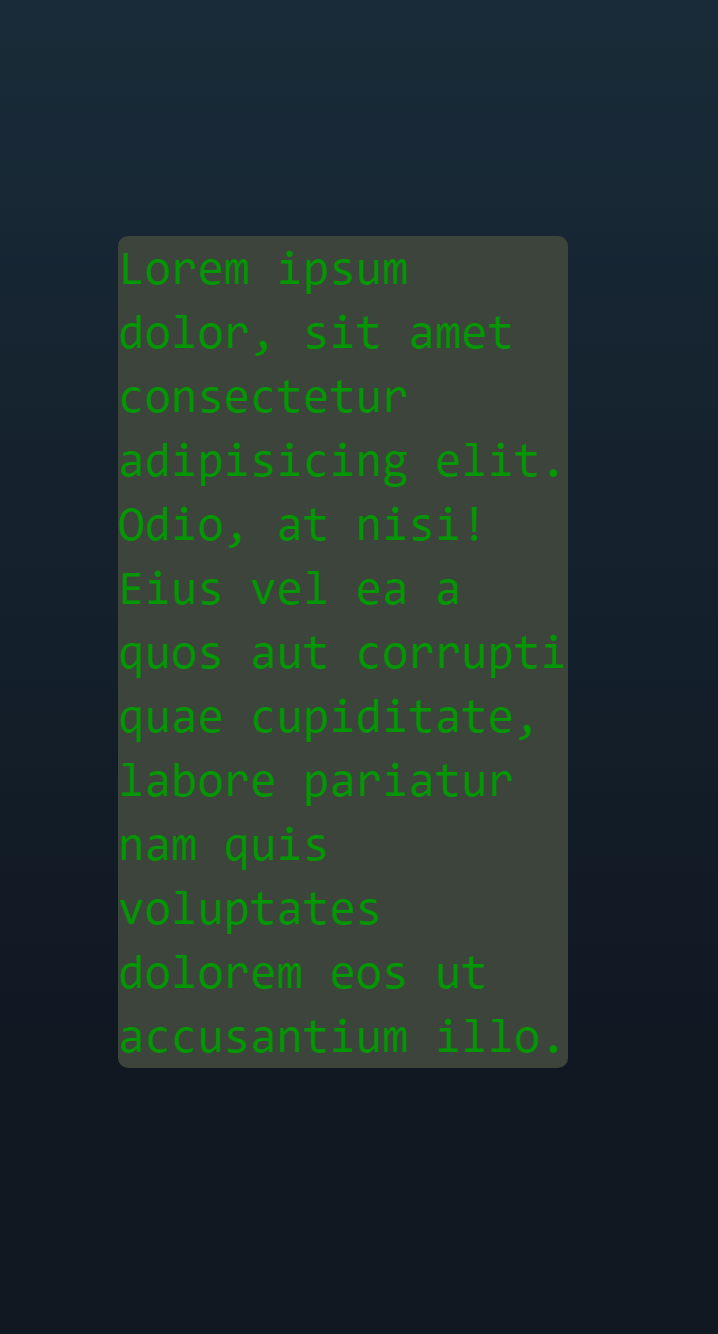 Lorem ipsum
dolor, sit amet
consectetur
adipisicing elit.
Odio, at nisi!
Eius vel ea a
quos aut corrupti
quae cupiditate,
labore pariatur
nam quis
voluptates
dolorem eos ut
accusantium illo.